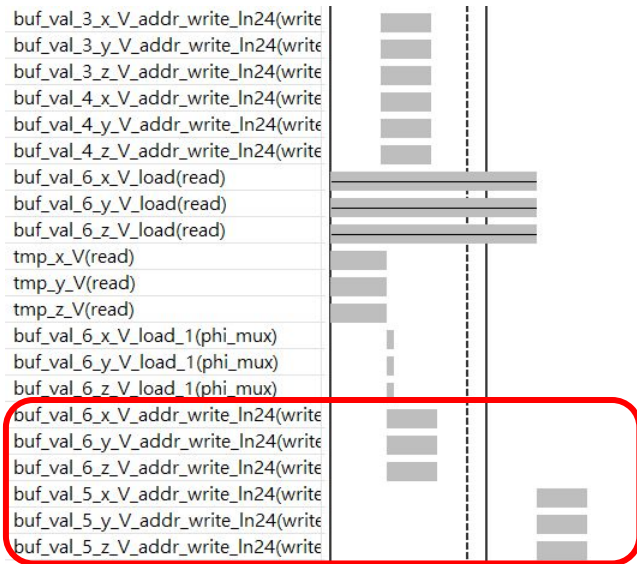 buf_val_3_x_V_addr_write_ln24(write
buf_val_3_y_V_addr_write_ln24(write
buf_val_3_z_V_addr_write_ln24(write
buf_val_4_x_V_addr_write_ln24(write
buf_val_4_y_V_addr_write_ln24(write
buf_val_4_z_V_addr_write_ln24(write
buf_val_6_x_V_load(read)
buf_val_6_y_V_load(read)
buf_val_6_z_V_load(read)
tmp_x_V(read)
tmp_y_V(read)
tmp_z_V(read)
buf_val_6_x_V_load_1(phi_mux)
buf_val_6_y_V_load_1(phi_mux)
buf_val_6_z_V_load_1(phi_mux)
buf_val_6_x_V_addr_write_ln24(write
buf_val_6_y_V_addr_write_ln24(write
buf_val_6_z_V_addr_write_ln24(write
buf_val_5_x_V_addr_write_ln24(write
buf_val_5_y_V_addr_write_ln24(write
buf_val_5_z_V_addr_write_ln24(write